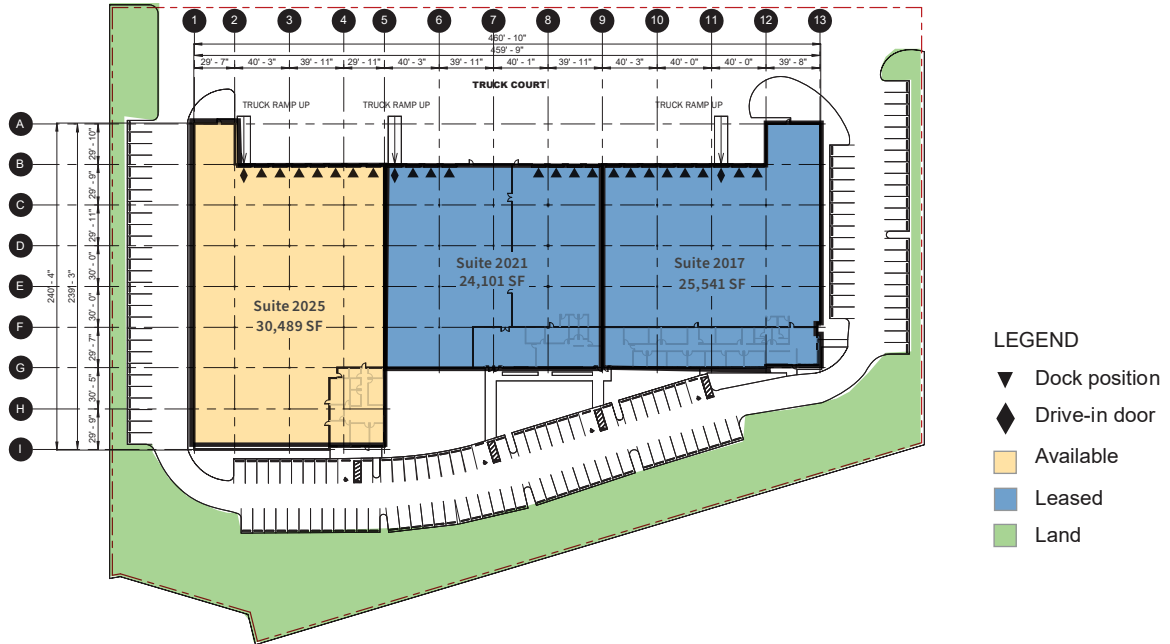 1 2 3 4 5 6 7 8 9 10 11 12 13
460' - 10"
459' - 9"
29' - 7" 40' - 3" 39' - 11" 29' - 11" 40' - 3" 39' - 11" 40' - 1" 39' - 11" 40' - 3" 40' - 0" 40' - 0" 39' - 8"
TRUCK COURT
TRUCK RAMP UP TRUCK RAMP UP TRUCK RAMP UP
A
B
C
D
E
F
G
H
I
240' - 4"
239' - 3"
29' - 10"
29' - 9"
29' - 11"
30' - 0"
30' - 0"
29' - 7"
30' - 5"
29' - 9"
Suite 2025
30,489 SF
Suite 2021
24,101 SF
Suite 2017
25,541 SF
LEGEND
Dock position
Drive-in door
Available
Leased
Land